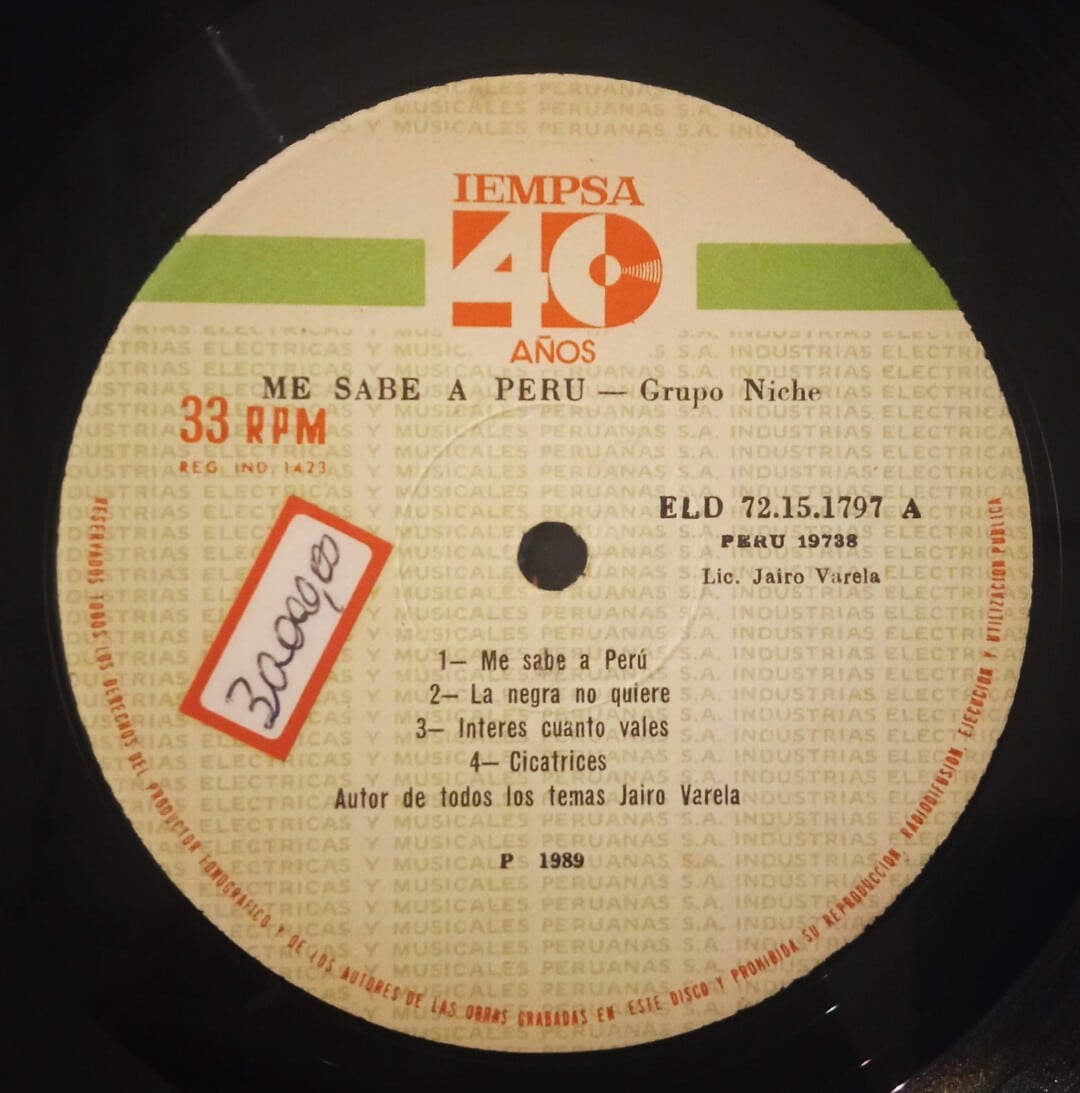 IEMPSA
40
AÑOS
ME SABE A PERU — Grupo Niche
33 RPM
REG. IND. 1423
ELD 72.15.1797 A
PERU 19738
Lic. Jairo Varela
1— Me sabe a Perú
2— La negra no quiere
3— Interes cuanto vales
4— Cicatrices
Autor de todos los temas Jairo Varela
P 1989
RESERVADOS TODOS LOS DERECHOS DEL PRODUCTOR FONOGRAFICO Y DE LOS AUTORES DE LAS OBRAS GRABADAS EN ESTE DISCO Y PROHIBIDA SU REPRODUCCION RADIODIFUSION, EJECUCION Y UTILIZACION PUBLICA
INDUSTRIAS ELECTRICAS Y MUSICALES PERUANAS S.A.